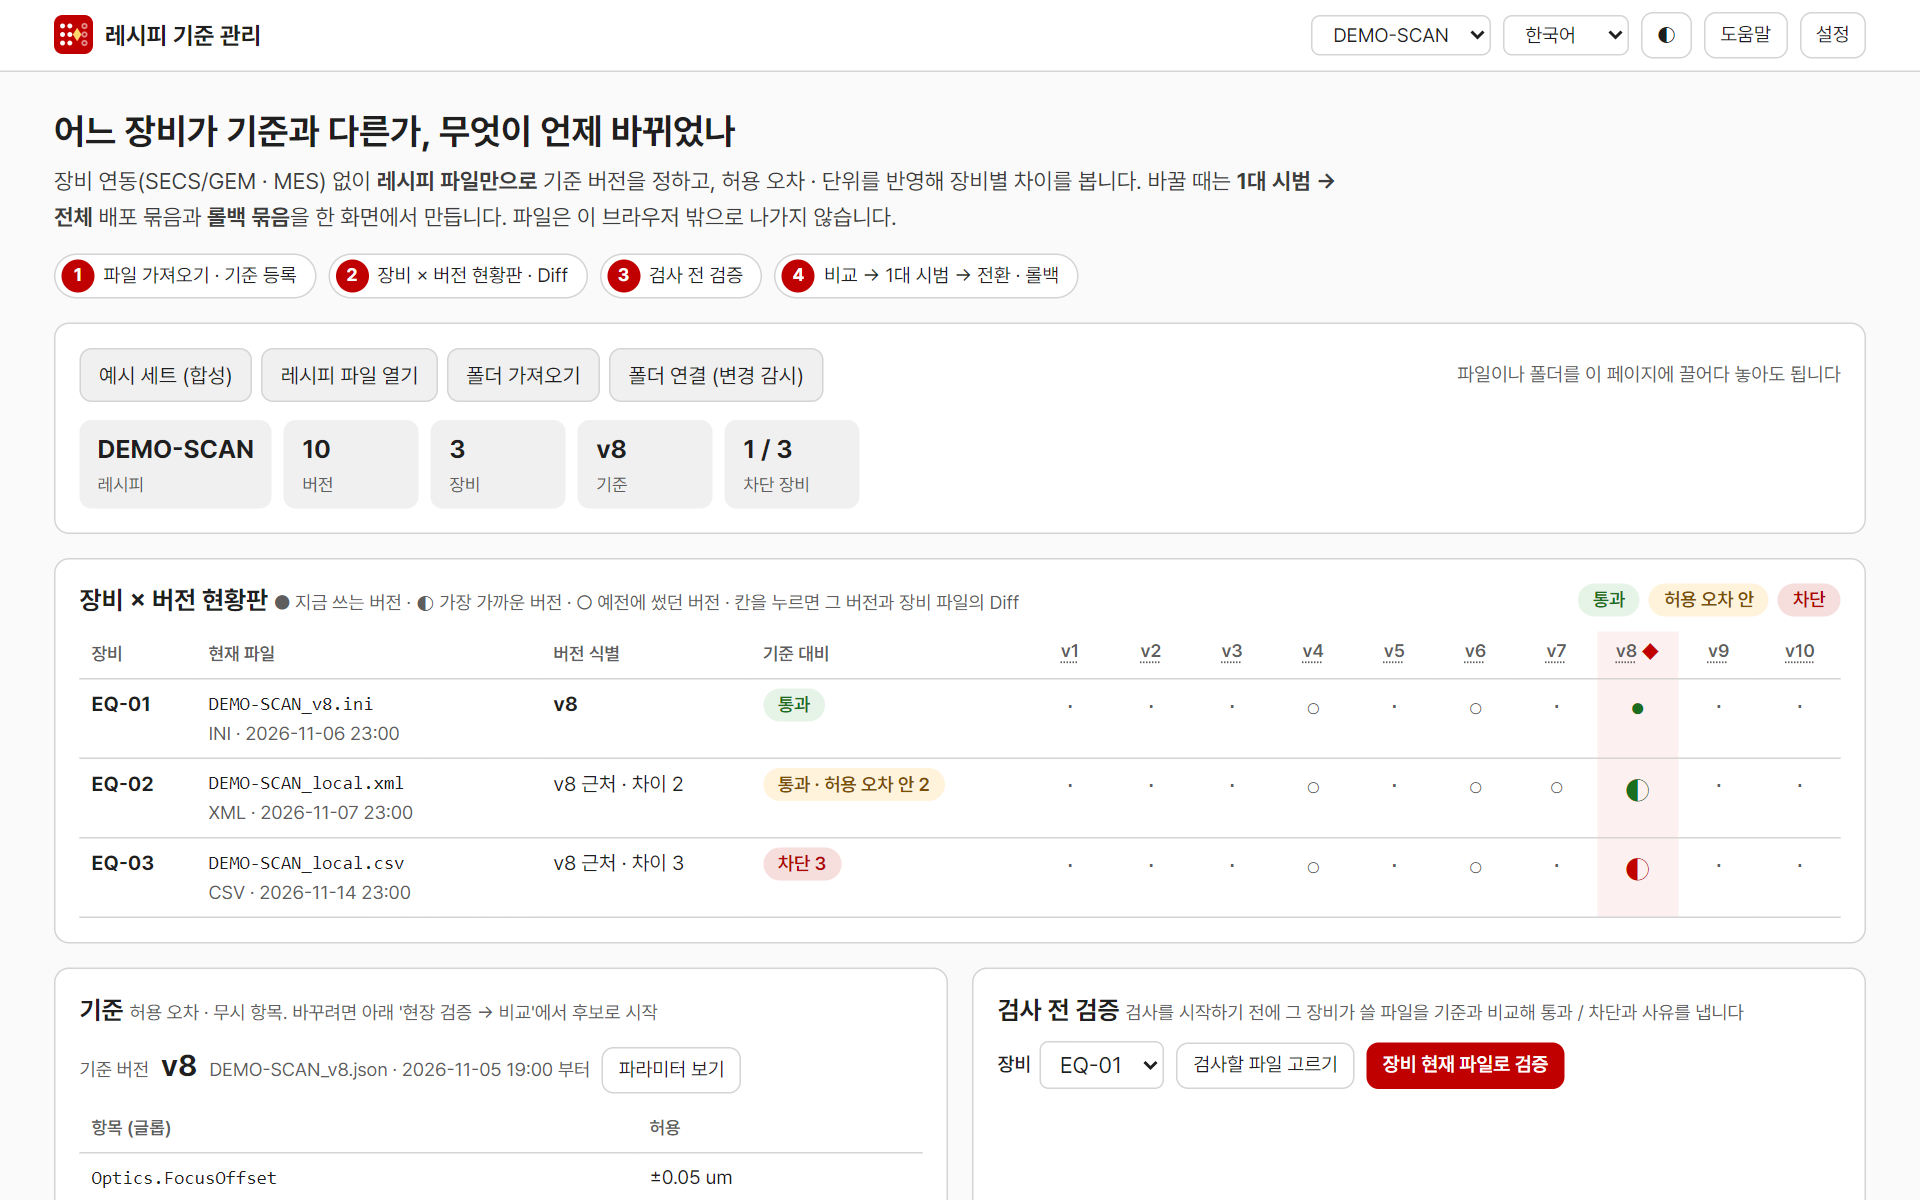 레시피 기준 관리
DEMO-SCAN
한국어
도움말
설정
어느 장비가 기준과 다른가, 무엇이 언제 바뀌었나
장비 연동(SECS/GEM · MES) 없이 레시피 파일만으로 기준 버전을 정하고, 허용 오차 · 단위를 반영해 장비별 차이를 봅니다. 바꿀 때는 1대 시범 →
전체 배포 묶음과 롤백 묶음을 한 화면에서 만듭니다. 파일은 이 브라우저 밖으로 나가지 않습니다.
1 파일 가져오기 · 기준 등록
2 장비 × 버전 현황판 · Diff
3 검사 전 검증
4 비교 → 1대 시범 → 전환 · 롤백
예시 세트 (합성)
레시피 파일 열기
폴더 가져오기
폴더 연결 (변경 감시)
파일이나 폴더를 이 페이지에 끌어다 놓아도 됩니다
DEMO-SCAN
레시피
10
버전
3
장비
v8
기준
1 / 3
차단 장비
장비 × 버전 현황판 ● 지금 쓰는 버전 · ◐ 가장 가까운 버전 · ○ 예전에 썼던 버전 · 칸을 누르면 그 버전과 장비 파일의 Diff
통과
허용 오차 안
차단
장비 현재 파일 버전 식별 기준 대비 v1 v2 v3 v4 v5 v6 v7 v8 ◆ v9 v10
EQ-01 DEMO-SCAN_v8.ini v8 통과 · · · ○ · ○ · ● · ·
INI · 2026-11-06 23:00
EQ-02 DEMO-SCAN_local.xml v8 근처 · 차이 2 통과 · 허용 오차 안 2 · · · ○ · ○ ○ ◐ · ·
XML · 2026-11-07 23:00
EQ-03 DEMO-SCAN_local.csv v8 근처 · 차이 3 차단 3 · · · ○ · ○ · ◐ · ·
CSV · 2026-11-14 23:00
기준 허용 오차 · 무시 항목. 바꾸려면 아래 '현장 검증 → 비교'에서 후보로 시작
기준 버전 v8 DEMO-SCAN_v8.json · 2026-11-05 19:00 부터 파라미터 보기
항목 (글롭) 허용
Optics.FocusOffset ±0.05 um
검사 전 검증 검사를 시작하기 전에 그 장비가 쓸 파일을 기준과 비교해 통과 / 차단과 사유를 냅니다
장비 EQ-01 검사할 파일 고르기 장비 현재 파일로 검증